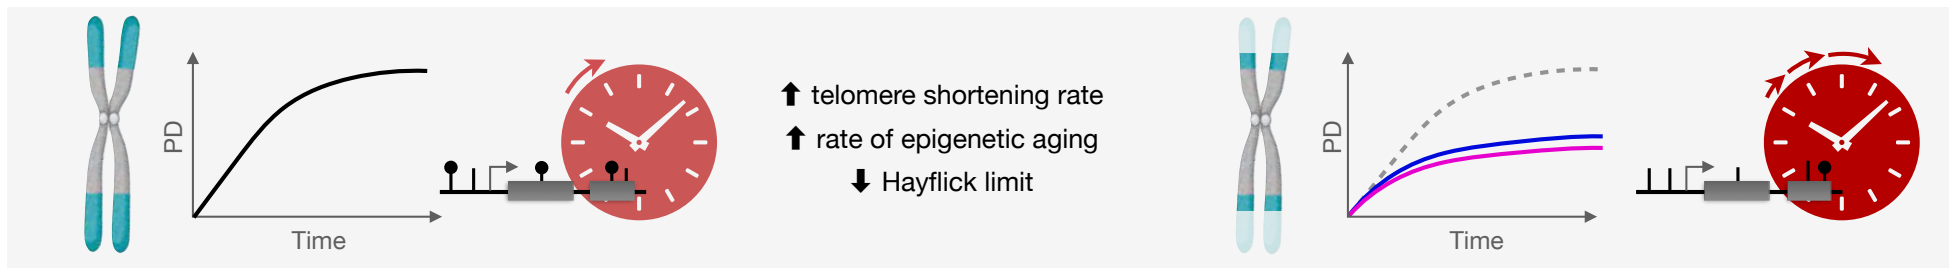 PD
Time
⬆ telomere shortening rate
⬆ rate of epigenetic aging
⬇ Hayflick limit
PD
Time